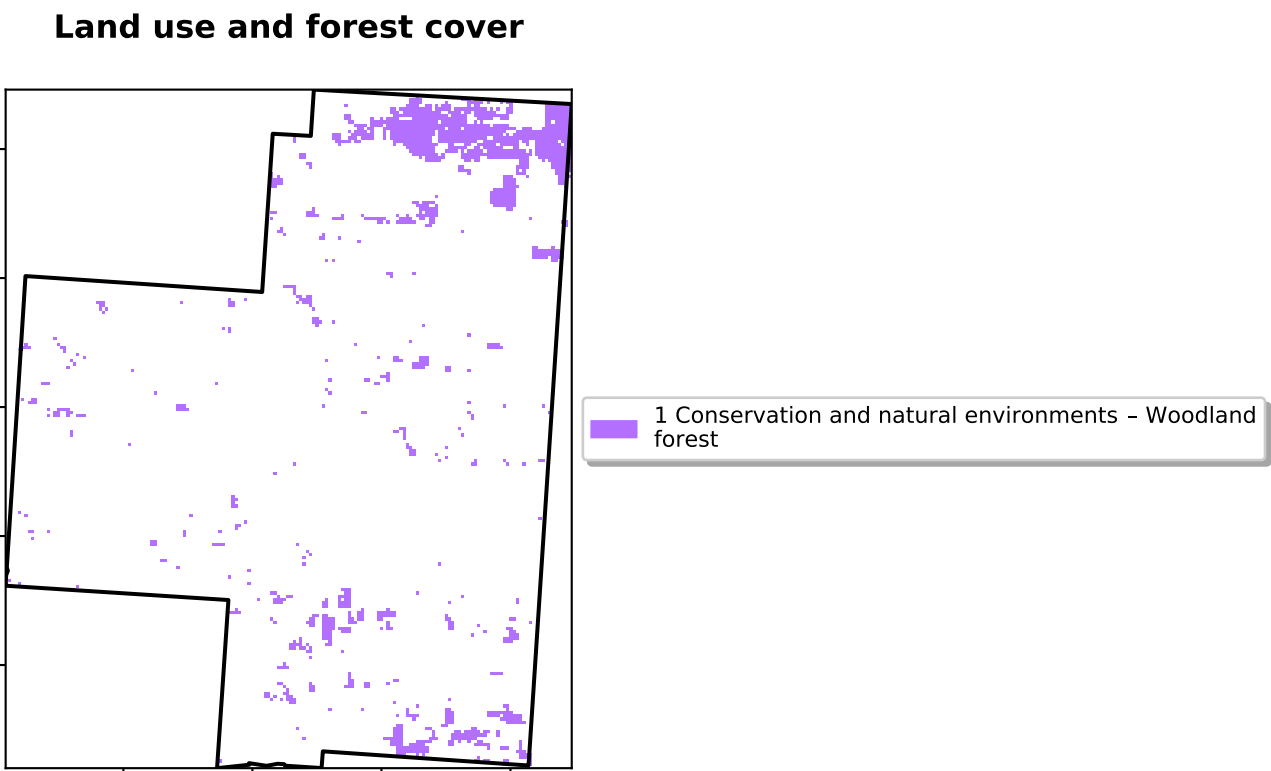 Land use and forest cover
1 Conservation and natural environments – Woodland
forest